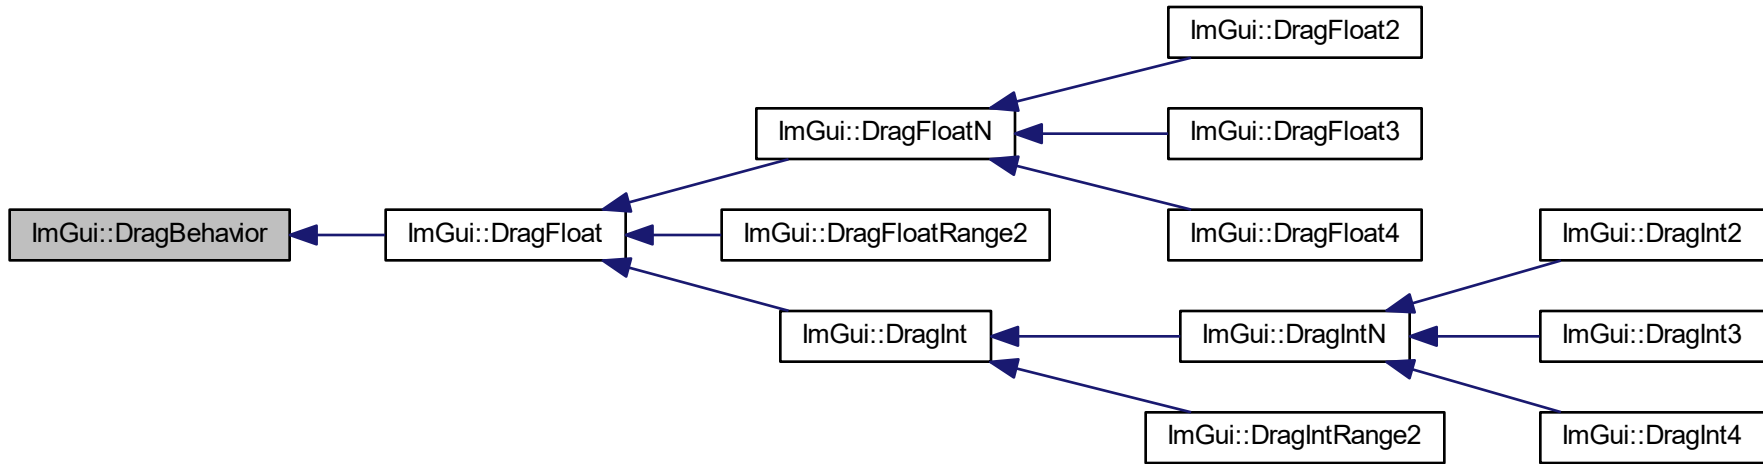 ImGui::DragFloat2
ImGui::DragFloatN
ImGui::DragFloat3
ImGui::DragBehavior
ImGui::DragFloat
ImGui::DragFloatRange2
ImGui::DragFloat4
ImGui::DragInt2
ImGui::DragInt
ImGui::DragIntN
ImGui::DragInt3
ImGui::DragIntRange2
ImGui::DragInt4